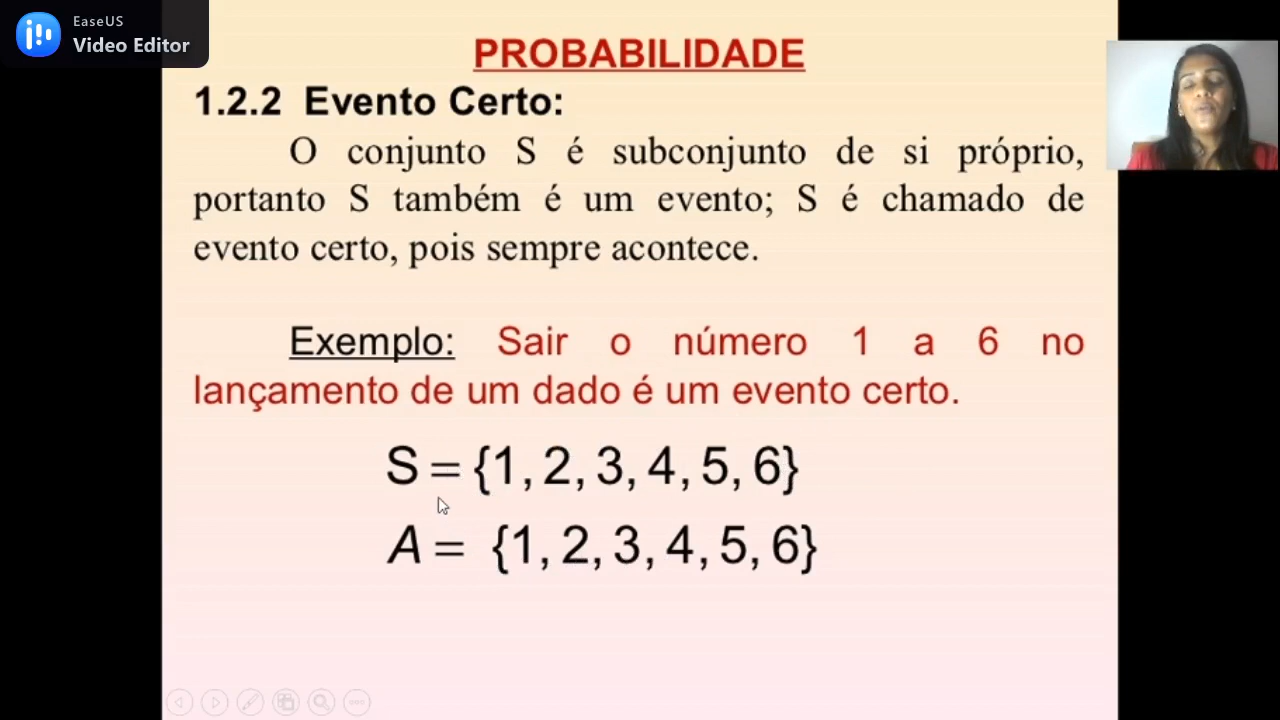 EaseUS
Video Editor
PROBABILIDADE
1.2.2 Evento Certo:
O conjunto S é subconjunto de si próprio,
portanto S também é um evento; S é chamado de
evento certo, pois sempre acontece.
Exemplo: Sair o número 1 a 6 no
lançamento de um dado é um evento certo.
S = {1, 2, 3, 4, 5, 6}
A = {1, 2, 3, 4, 5, 6}